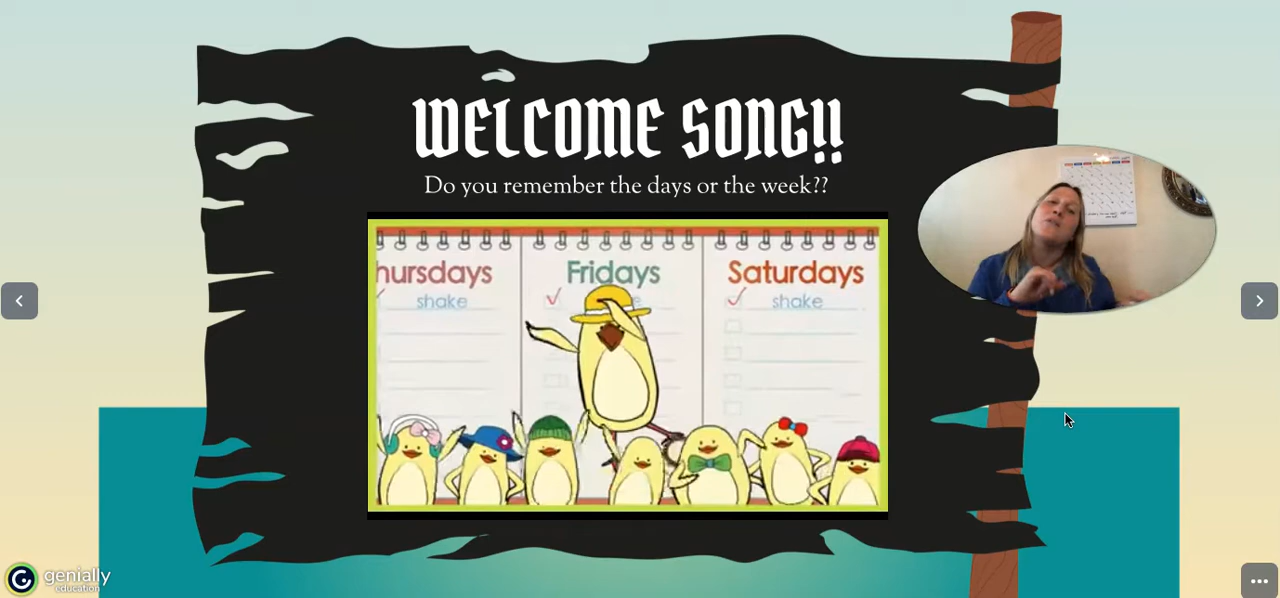 WELCOME SONG!!
Do you remember the days or the week??
hursdays Fridays Saturdays
shake shake
genially
education